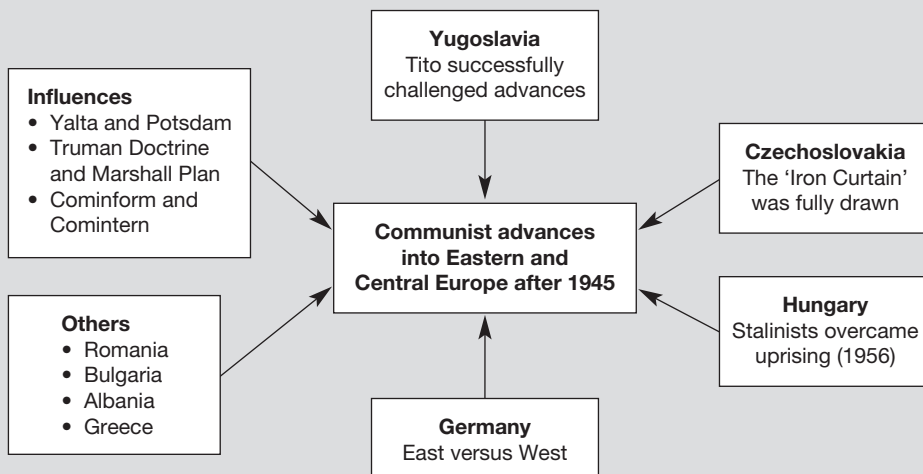 Yugoslavia
Tito successfully
challenged advances
Influences
• Yalta and Potsdam
• Truman Doctrine
and Marshall Plan
• Cominform and
Comintern
Czechoslovakia
The ‘Iron Curtain’
was fully drawn
Communist advances
into Eastern and
Central Europe after 1945
Others
• Romania
• Bulgaria
• Albania
• Greece
Hungary
Stalinists overcame
uprising (1956)
Germany
East versus West